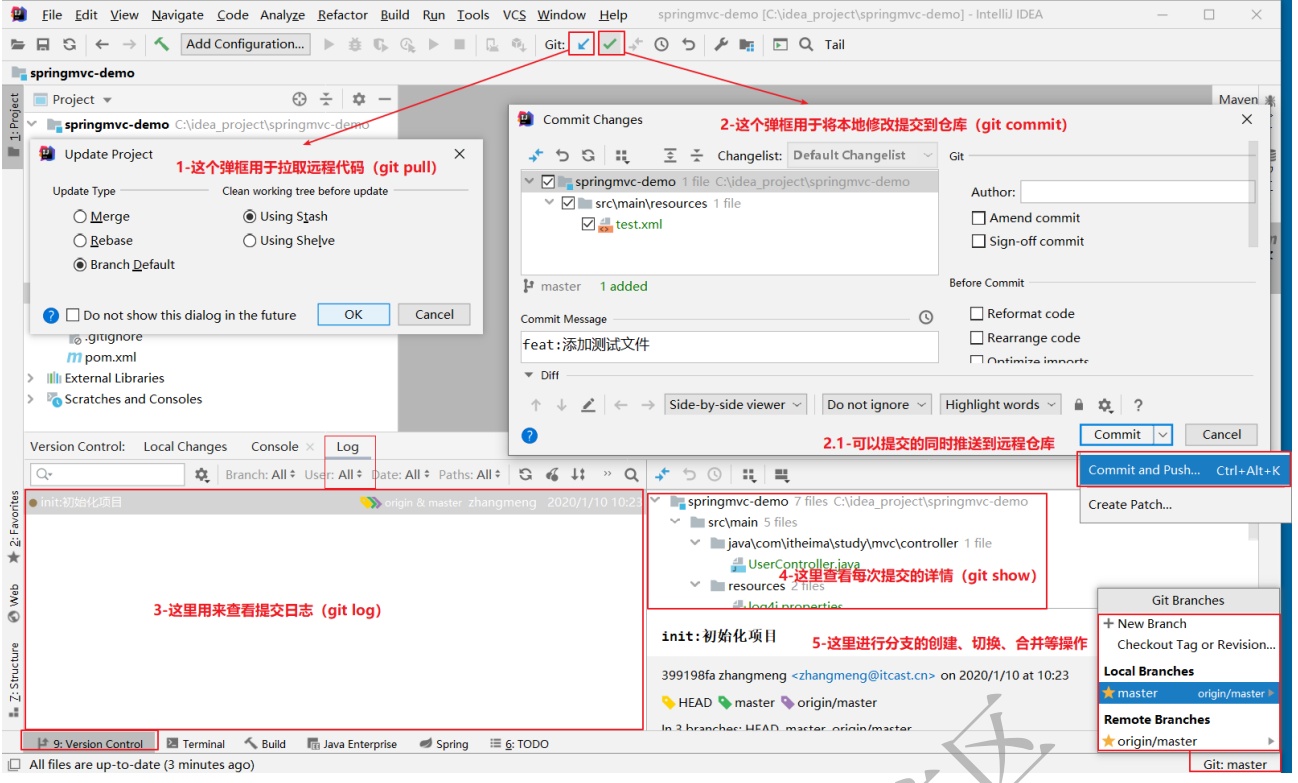 File Edit View Navigate Code Analyze Refactor Build Run Tools VCS Window Help springmvc-demo [C:\idea_project\springmvc-demo] - IntelliJ IDEA
Add Configuration... Git: Tail
springmvc-demo
1: Project
Project
Maven
springmvc-demo C:\idea_project\springmvc-demo
Update Project
1-这个弹框用于拉取远程代码（git pull）
Update Type Clean working tree before update
Merge Using Stash
Rebase Using Shelve
Branch Default
Do not show this dialog in the future OK Cancel
.gitignore
pom.xml
External Libraries
Scratches and Consoles
Commit Changes
2-这个弹框用于将本地修改提交到仓库（git commit）
Changelist: Default Changelist Git
springmvc-demo 1 file C:\idea_project\springmvc-demo
Author:
src\main\resources 1 file
Amend commit
test.xml
Sign-off commit
master 1 added
Before Commit
Commit Message
Reformat code
feat:添加测试文件
Rearrange code
Optimize imports
Diff
Side-by-side viewer Do not ignore Highlight words ?
2.1-可以提交的同时推送到远程仓库
Commit Cancel
Commit and Push... Ctrl+Alt+K
Create Patch...
Version Control: Local Changes Console Log
Branch: All User: All Date: All Paths: All
init:初始化项目 origin & master zhangmeng 2020/1/10 10:23
3-这里用来查看提交日志（git log）
springmvc-demo 7 files C:\idea_project\springmvc-demo
src\main 5 files
java\com\itheima\study\mvc\controller 1 file
UserController.java
4-这里查看每次提交的详情（git show）
resources 2 files
log4j.properties
init:初始化项目
5-这里进行分支的创建、切换、合并等操作
399198fa zhangmeng <zhangmeng@itcast.cn> on 2020/1/10 at 10:23
HEAD master origin/master
In 3 branches: HEAD, master, origin/master
Git Branches
New Branch
Checkout Tag or Revision...
Local Branches
master origin/master
Remote Branches
origin/master
2: Favorites
Web
7: Structure
9: Version Control Terminal Build Java Enterprise Spring 6: TODO
All files are up-to-date (3 minutes ago) Git: master